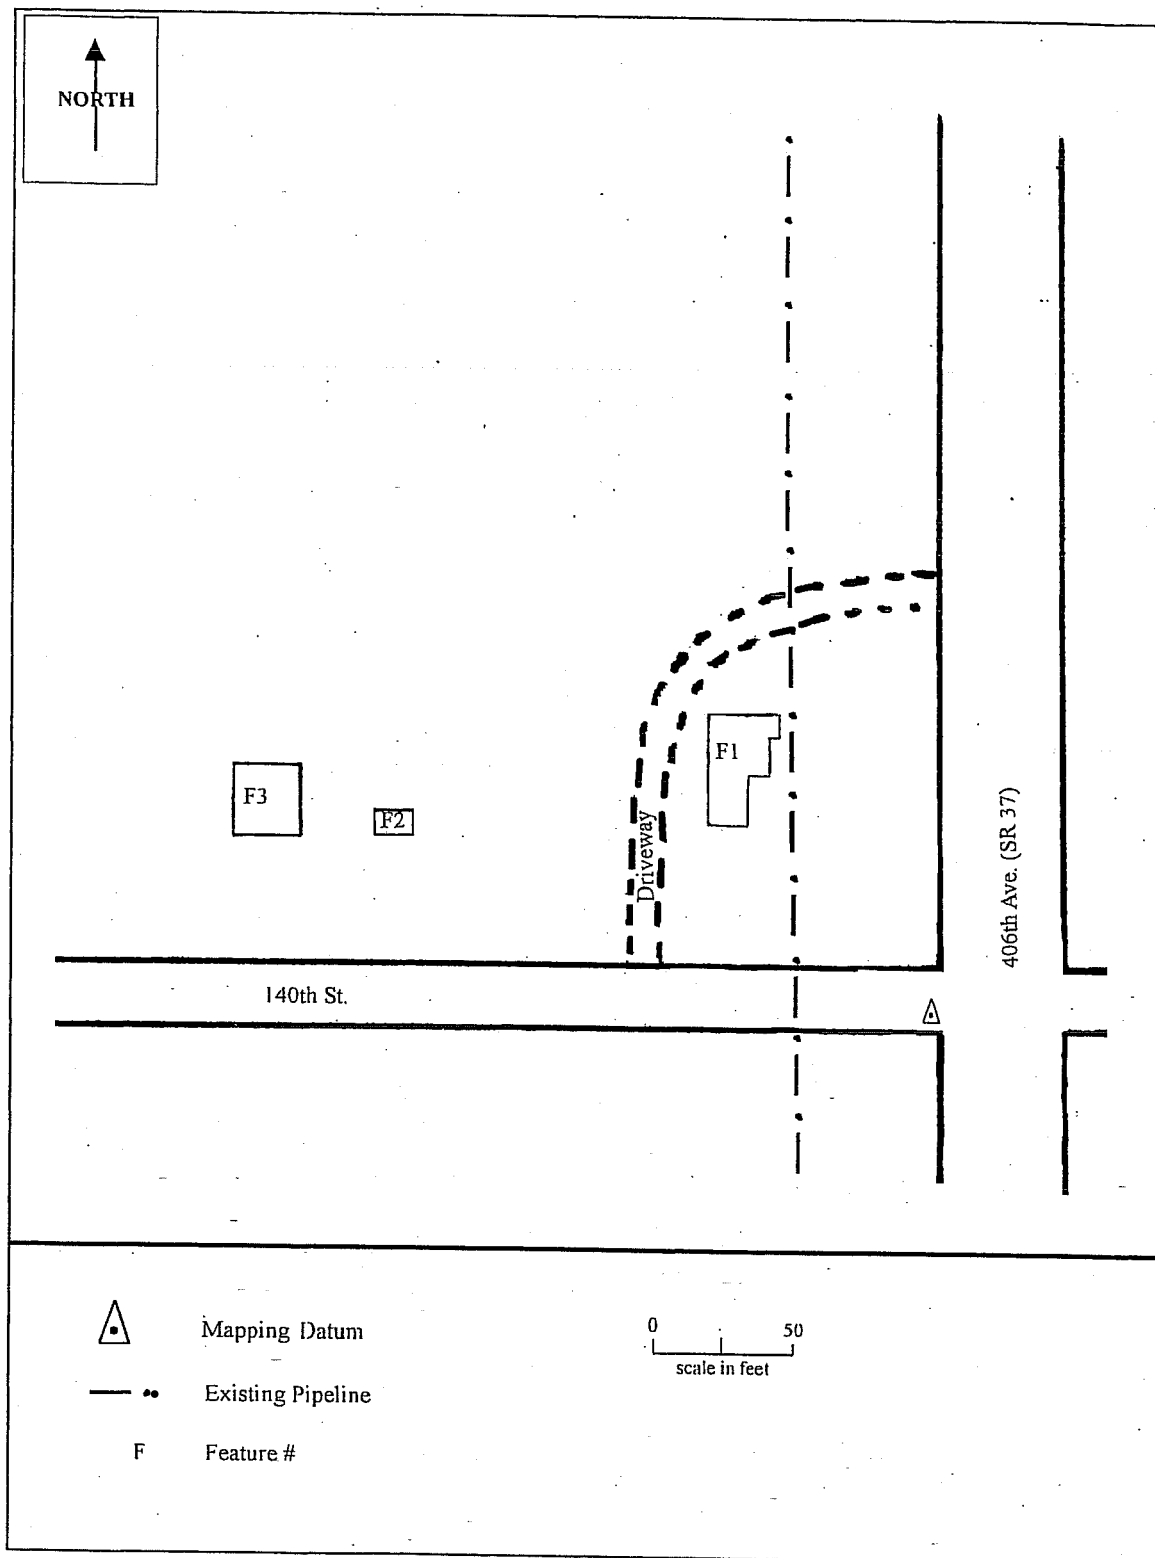 NORTH
F1
F3
F2
Driveway
406th Ave. (SR 37)
140th St.
Mapping Datum
0 50
scale in feet
Existing Pipeline
F Feature #